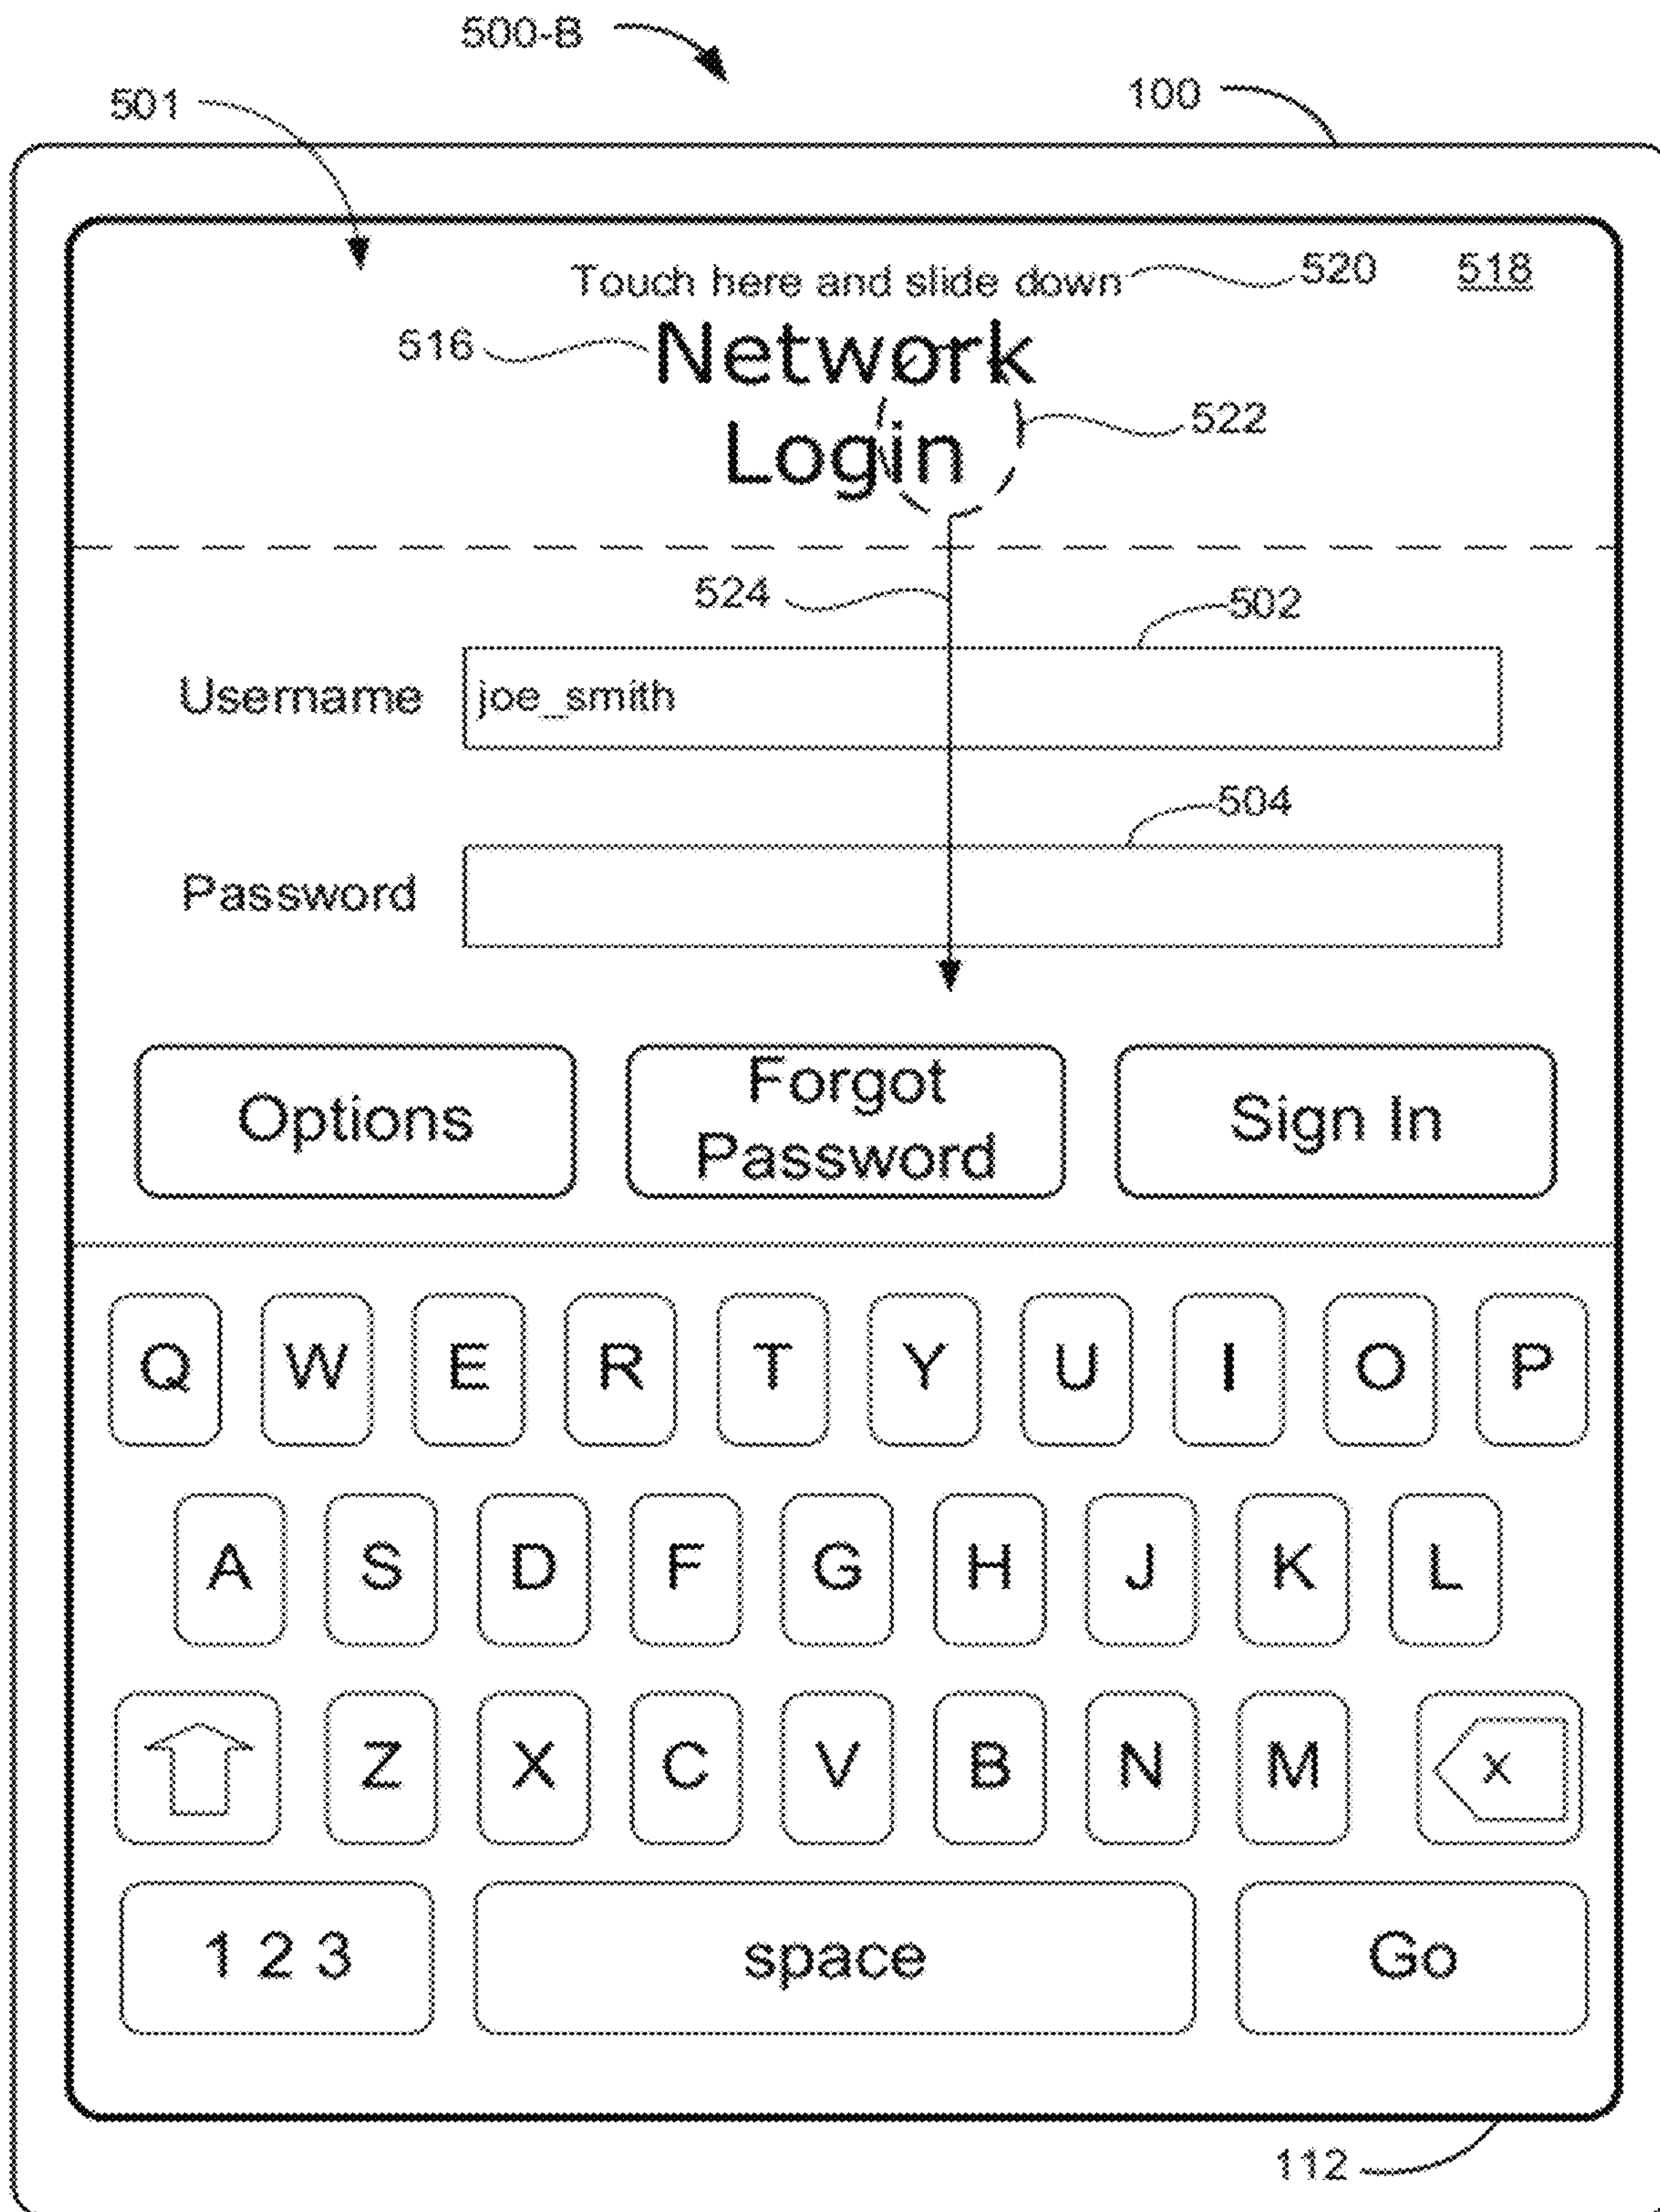 500-B
501
100
Touch here and slide down 520 518
516 Network
Login 522
524 502
Username joe_smith
504
Password
Options Forgot Password Sign In
Q W E R T Y U I O P
A S D F G H J K L
Z X C V B N M X
1 2 3 space Go
112